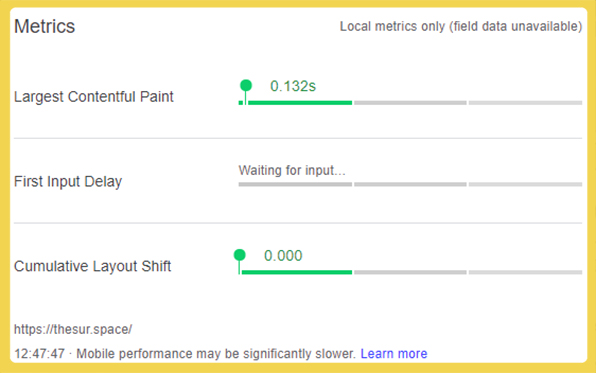 Metrics
Local metrics only (field data unavailable)
Largest Contentful Paint
0.132s
First Input Delay
Waiting for input...
Cumulative Layout Shift
0.000
https://thesur.space/
12:47:47 · Mobile performance may be significantly slower. Learn more